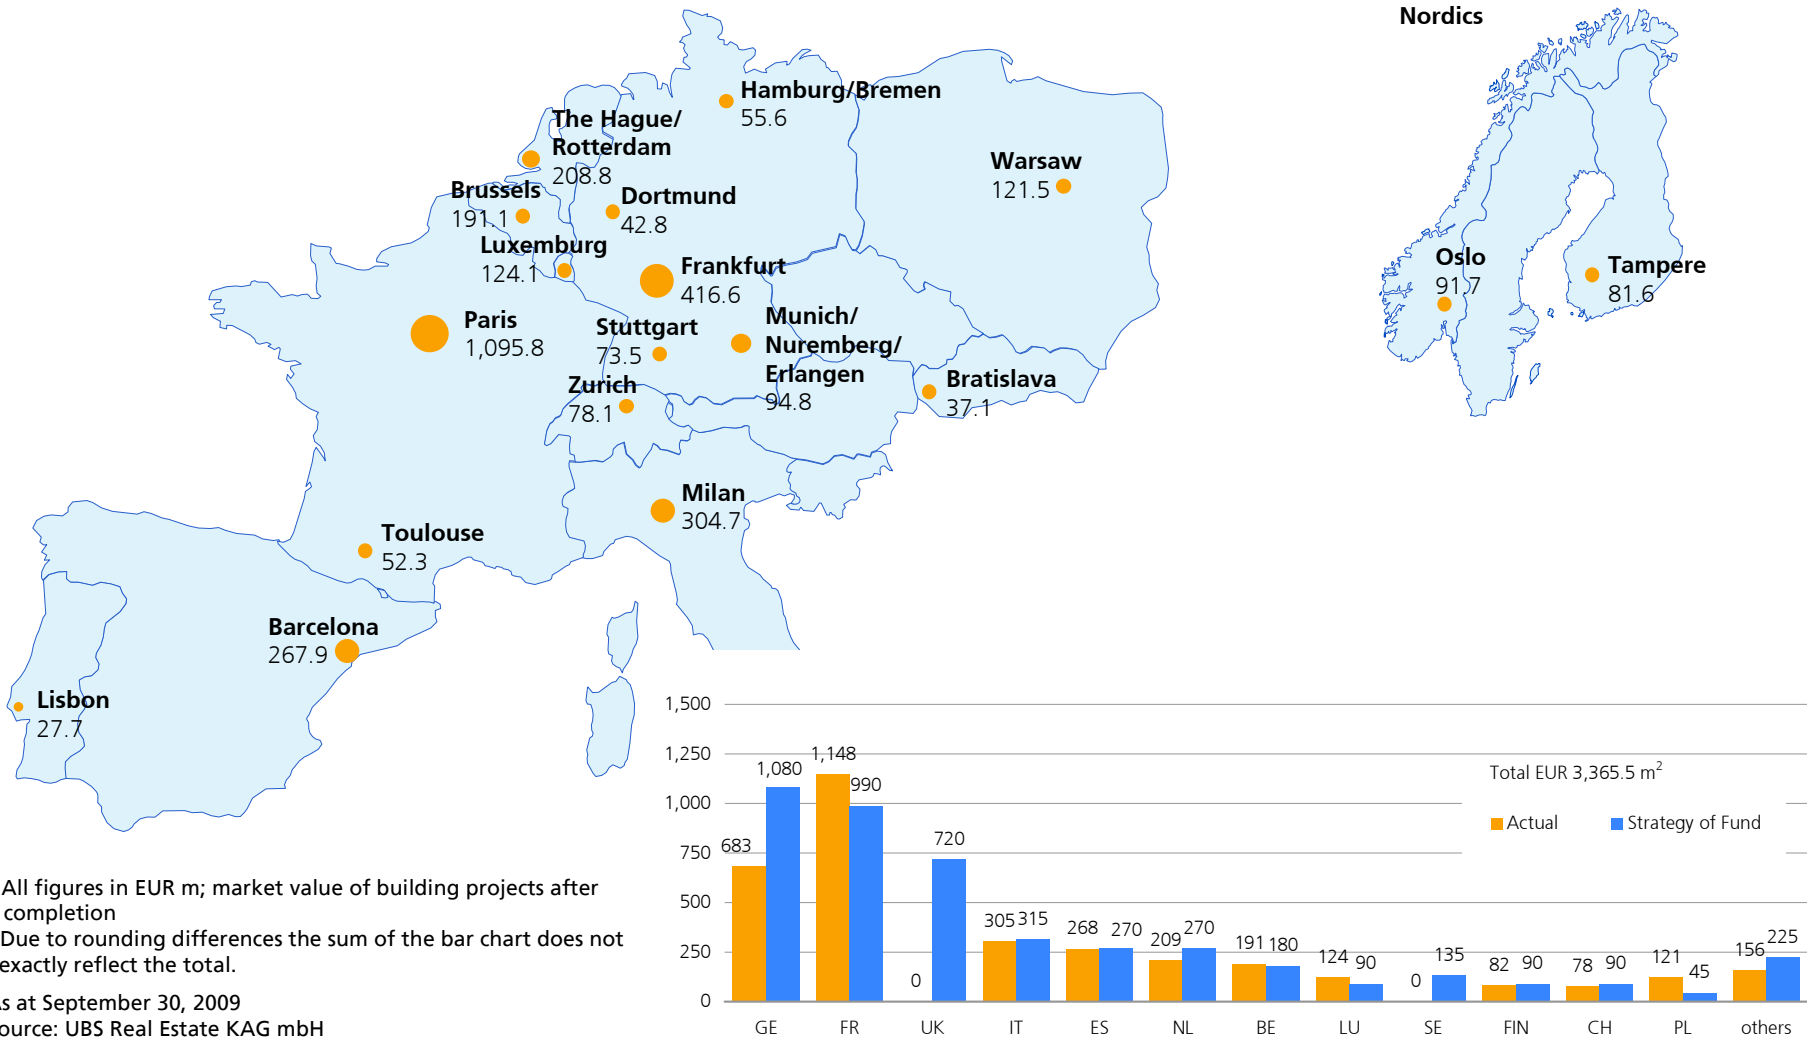 Nordics
Hamburg/Bremen
55.6
The Hague/
Rotterdam
208.8
Warsaw
121.5
Brussels
191.1
Dortmund
42.8
Luxemburg
124.1
Frankfurt
416.6
Oslo
91.7
Tampere
81.6
Paris
1,095.8
Stuttgart
73.5
Munich/
Nuremberg/
Erlangen
94.8
Zurich
78.1
Bratislava
37.1
Milan
304.7
Toulouse
52.3
Barcelona
267.9
Lisbon
27.7
1,500
1,250
1,000
750
500
250
0
683
1,080
1,148
990
0
720
305
315
268
270
209
270
191
180
124
90
0
135
82
90
78
90
121
45
156
225
GE
FR
UK
IT
ES
NL
BE
LU
SE
FIN
CH
PL
others
Total EUR 3,365.5 m²
Actual
Strategy of Fund
All figures in EUR m; market value of building projects after
completion
Due to rounding differences the sum of the bar chart does not
exactly reflect the total.
s at September 30, 2009
ource: UBS Real Estate KAG mbH